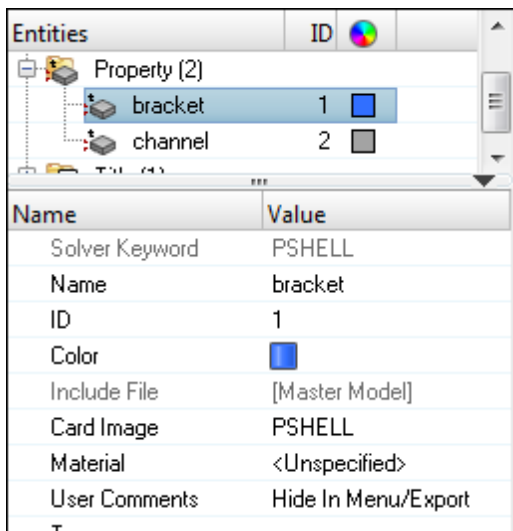 Entities ID
Property (2)
bracket 1
channel 2
Name Value
Solver Keyword PSHELL
Name bracket
ID 1
Color
Include File [Master Model]
Card Image PSHELL
Material <Unspecified>
User Comments Hide In Menu/Export